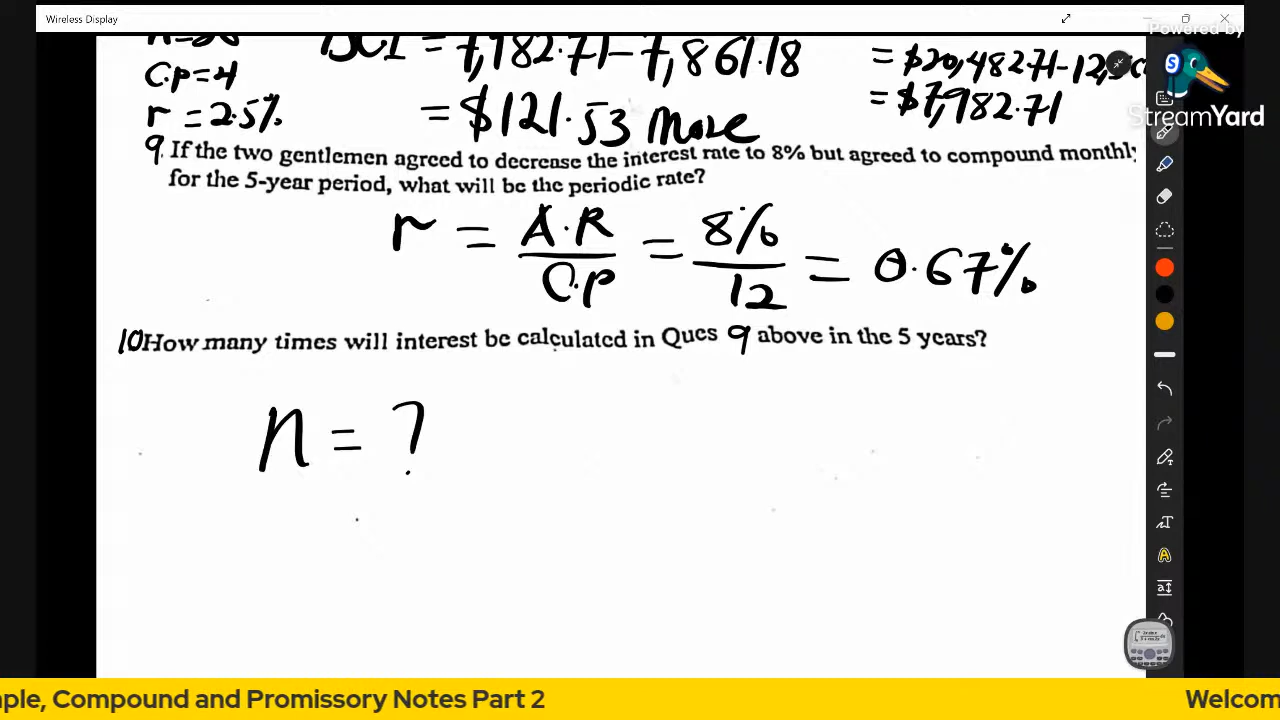 Wireless Display
Powered by
StreamYard
= 7,982.71 - 7,861.18
= $20,482.71 -
C.p = 4
= $7,982.71
r = 2.5%
= $121.53 more
9. If the two gentlemen agreed to decrease the interest rate to 8% but agreed to compound monthly
for the 5-year period, what will be the periodic rate?
r = A.R / C.P = 8% / 12 = 0.67%
10 How many times will interest be calculated in Ques 9 above in the 5 years?
n = ?
ple, Compound and Promissory Notes Part 2
Welcom